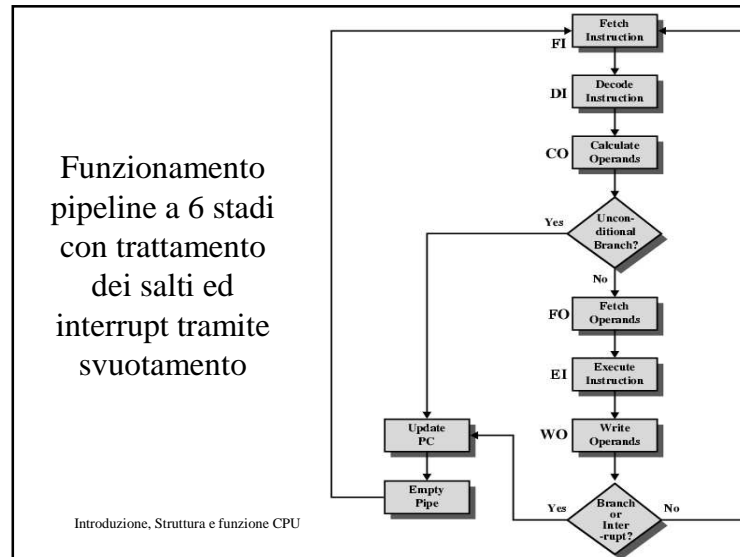 Funzionamento
pipeline a 6 stadi
con trattamento
dei salti ed
interrupt tramite
svuotamento
Fetch
Instruction
FI
Decode
Instruction
DI
Calculate
Operands
CO
Uncon-
ditional
Branch?
Yes
No
Fetch
Operands
FO
Execute
Instruction
EI
Write
Operands
WO
Update
PC
Empty
Pipe
Branch
or
Inter
-rupt?
Yes
No
Introduzione, Struttura e funzione CPU